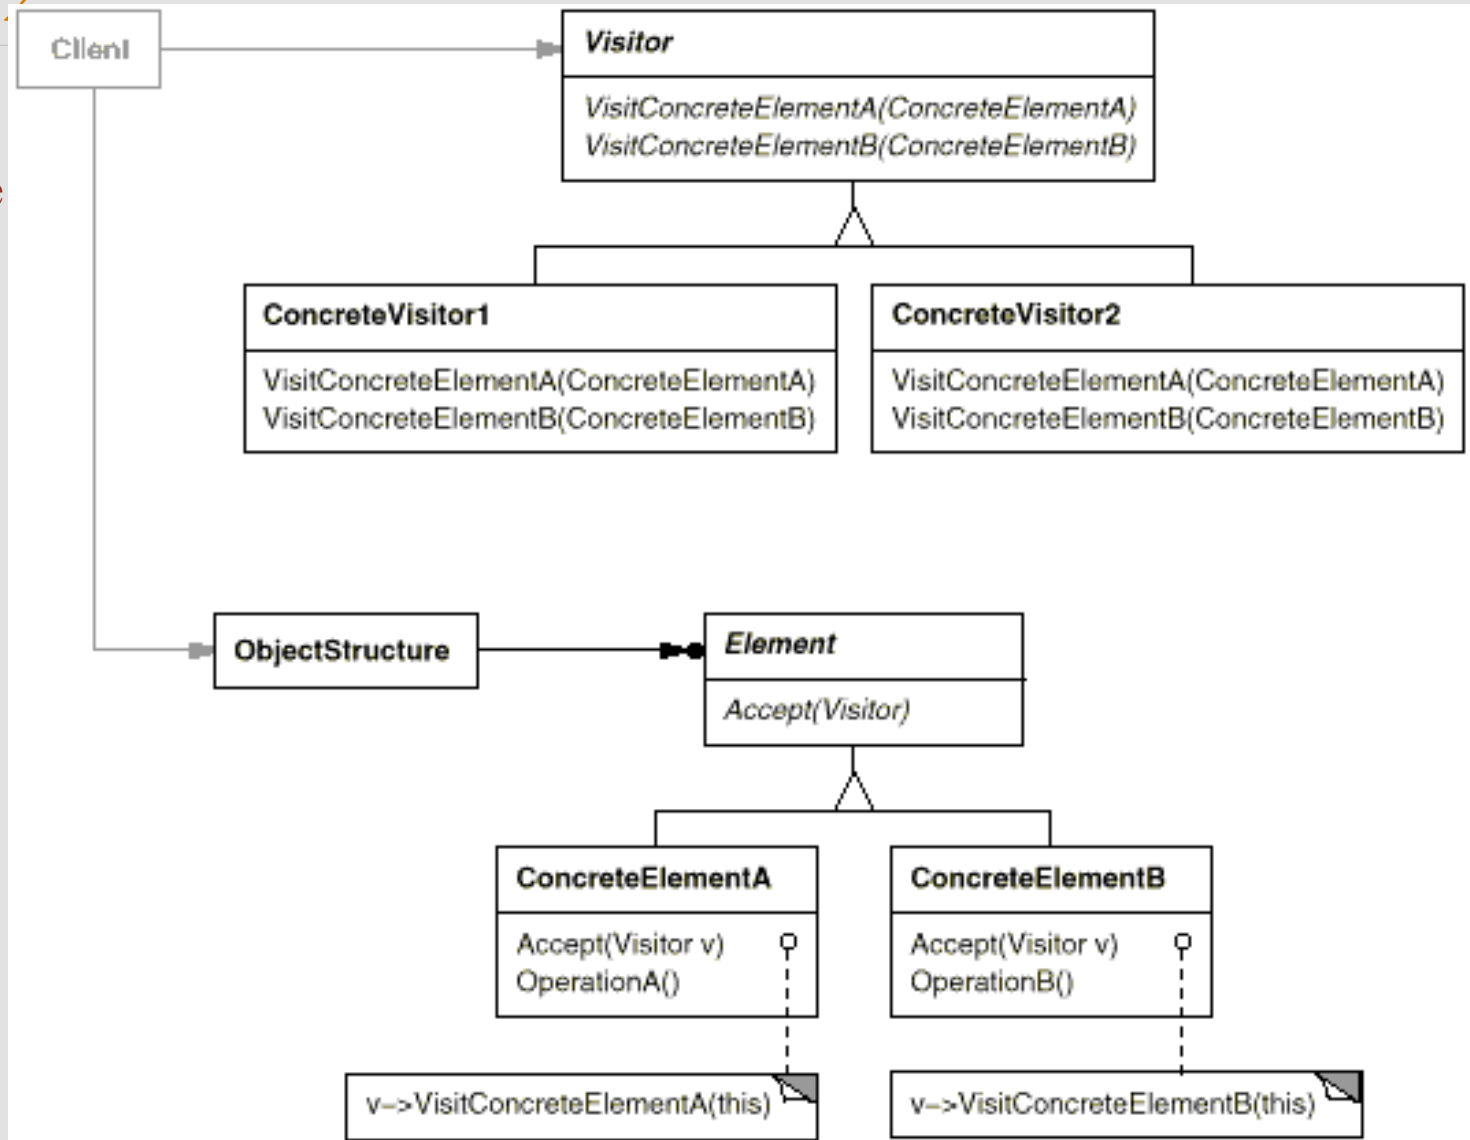 Client
Visitor
VisitConcreteElementA(ConcreteElementA)
VisitConcreteElementB(ConcreteElementB)
ConcreteVisitor1
VisitConcreteElementA(ConcreteElementA)
VisitConcreteElementB(ConcreteElementB)
ConcreteVisitor2
VisitConcreteElementA(ConcreteElementA)
VisitConcreteElementB(ConcreteElementB)
ObjectStructure
Element
Accept(Visitor)
ConcreteElementA
Accept(Visitor v)
OperationA()
ConcreteElementB
Accept(Visitor v)
OperationB()
v–>VisitConcreteElementA(this)
v–>VisitConcreteElementB(this)